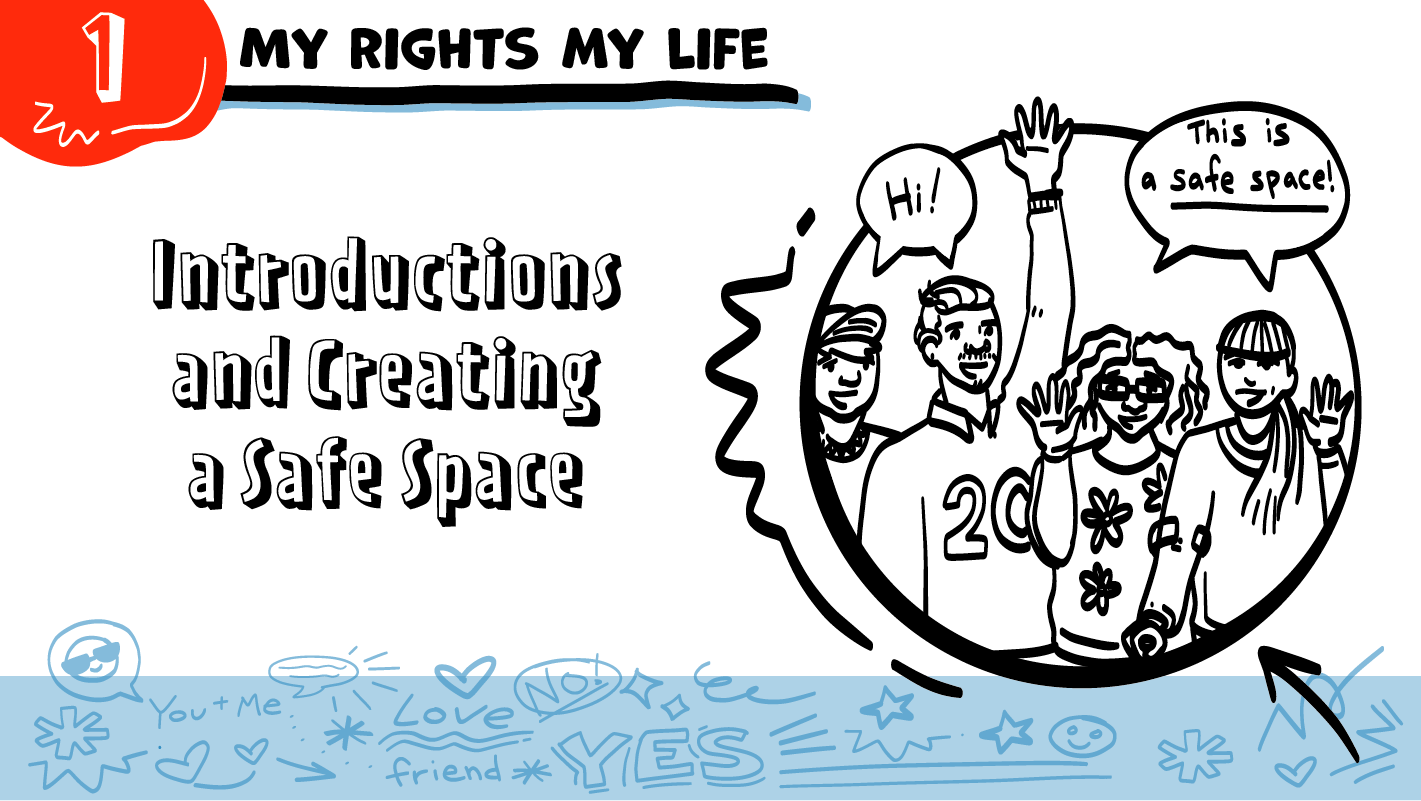 1
MY RIGHTS MY LIFE
Introductions
and Creating
a Safe Space
Hi!
This is
a safe space!
You + Me
Love
friend
NO!
YES
NO